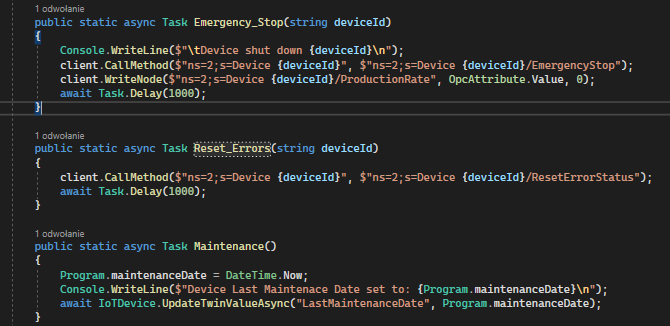 1 odwołanie
public static async Task Emergency_Stop(string deviceId)
{
Console.WriteLine($"\tDevice shut down {deviceId}\n");
client.CallMethod($"ns=2;s=Device {deviceId}", $"ns=2;s=Device {deviceId}/EmergencyStop");
client.WriteNode($"ns=2;s=Device {deviceId}/ProductionRate", OpcAttribute.Value, 0);
await Task.Delay(1000);
}
1 odwołanie
public static async Task Reset_Errors(string deviceId)
{
client.CallMethod($"ns=2;s=Device {deviceId}", $"ns=2;s=Device {deviceId}/ResetErrorStatus");
await Task.Delay(1000);
}
1 odwołanie
public static async Task Maintenance()
{
Program.maintenanceDate = DateTime.Now;
Console.WriteLine($"Device Last Maintenace Date set to: {Program.maintenanceDate}\n");
await IoTDevice.UpdateTwinValueAsync("LastMaintenanceDate", Program.maintenanceDate);
}